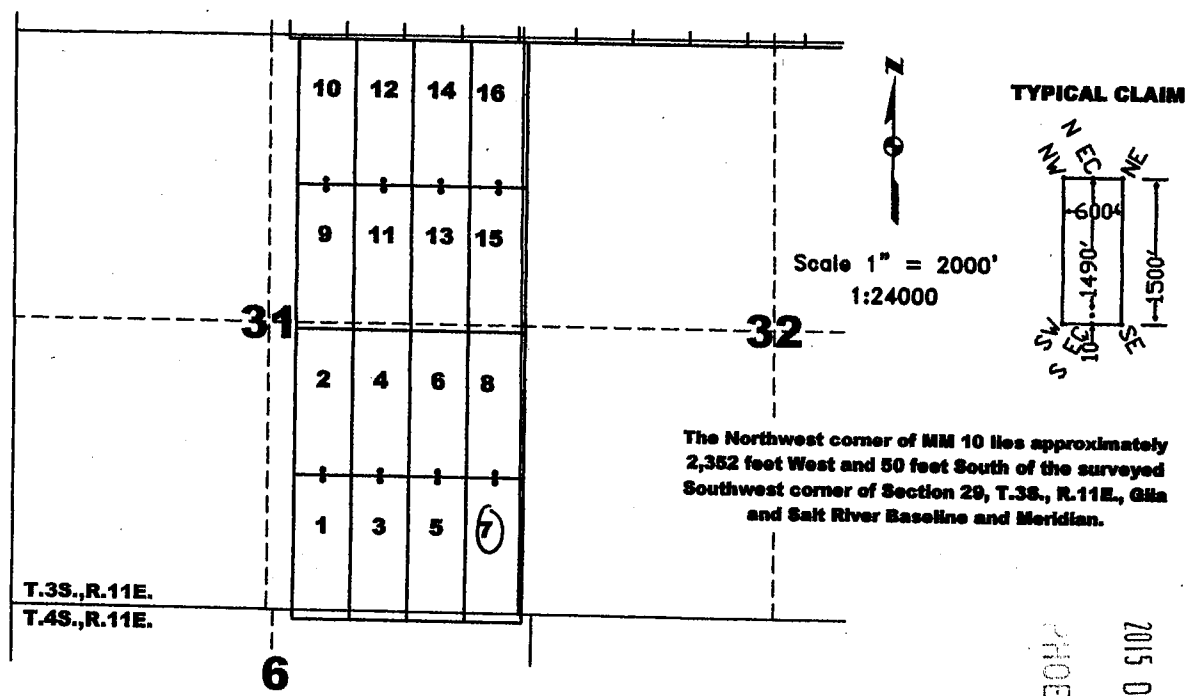 10 12 14 16
9 11 13 15
31
32
2 4 6 8
1 3 5 7
T.3S.,R.11E.
T.4S.,R.11E.
6
N
Scale 1" = 2000'
1:24000
TYPICAL CLAIM
NW
N EC
NE
600'
1490'
1500'
10'
SW
S EC
SE
The Northwest corner of MM 10 lies approximately
2,352 feet West and 50 feet South of the surveyed
Southwest corner of Section 29, T.3S., R.11E., Gila
and Salt River Baseline and Meridian.
2015 D
PHOE